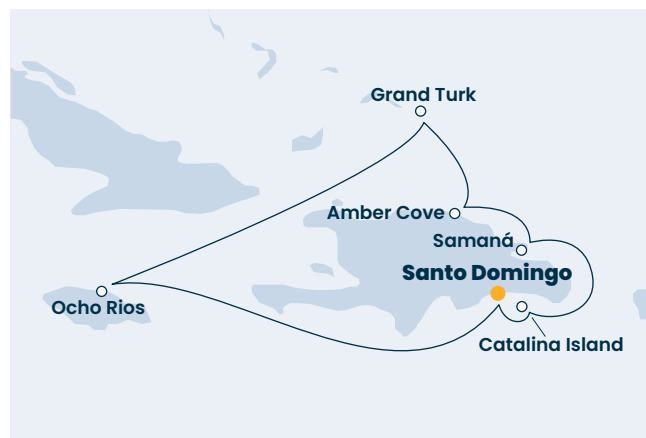 Grand Turk
Amber Cove
Samaná
Santo Domingo
Ocho Rios
Catalina Island